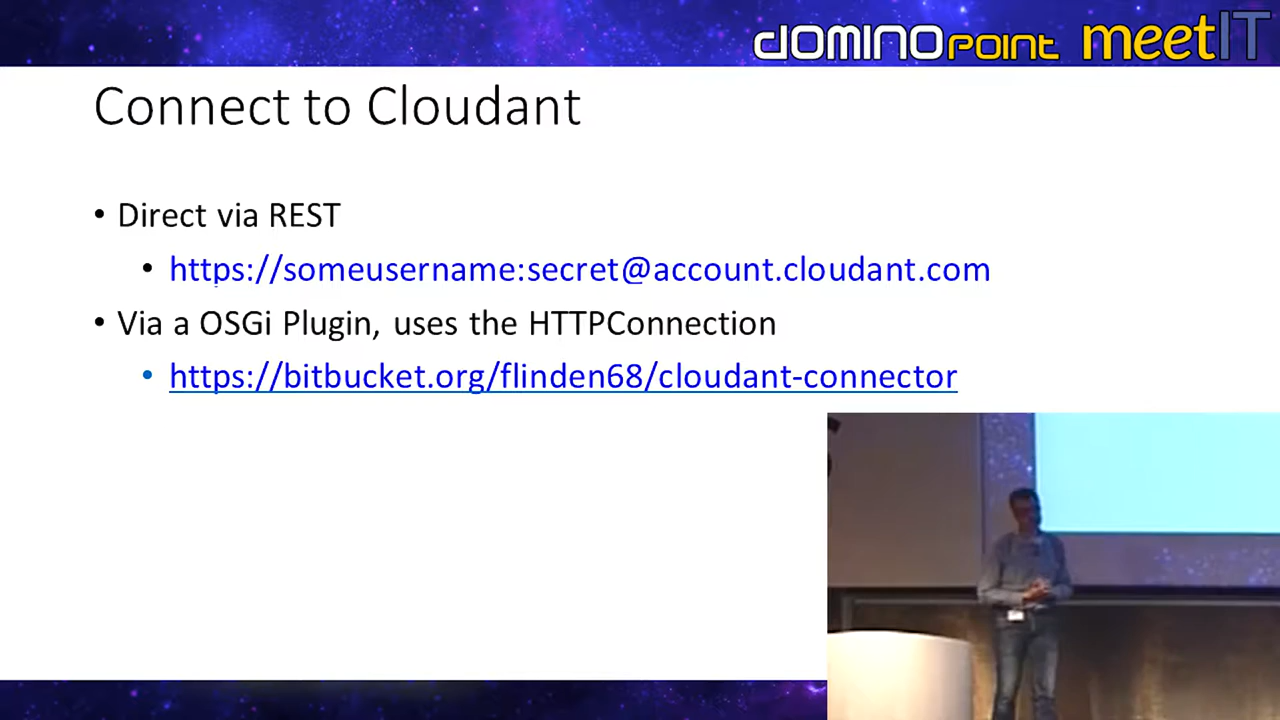 dominopoint meetIT
Connect to Cloudant
• Direct via REST
• https://someusername:secret@account.cloudant.com
• Via a OSGi Plugin, uses the HTTPConnection
• https://bitbucket.org/flinden68/cloudant-connector